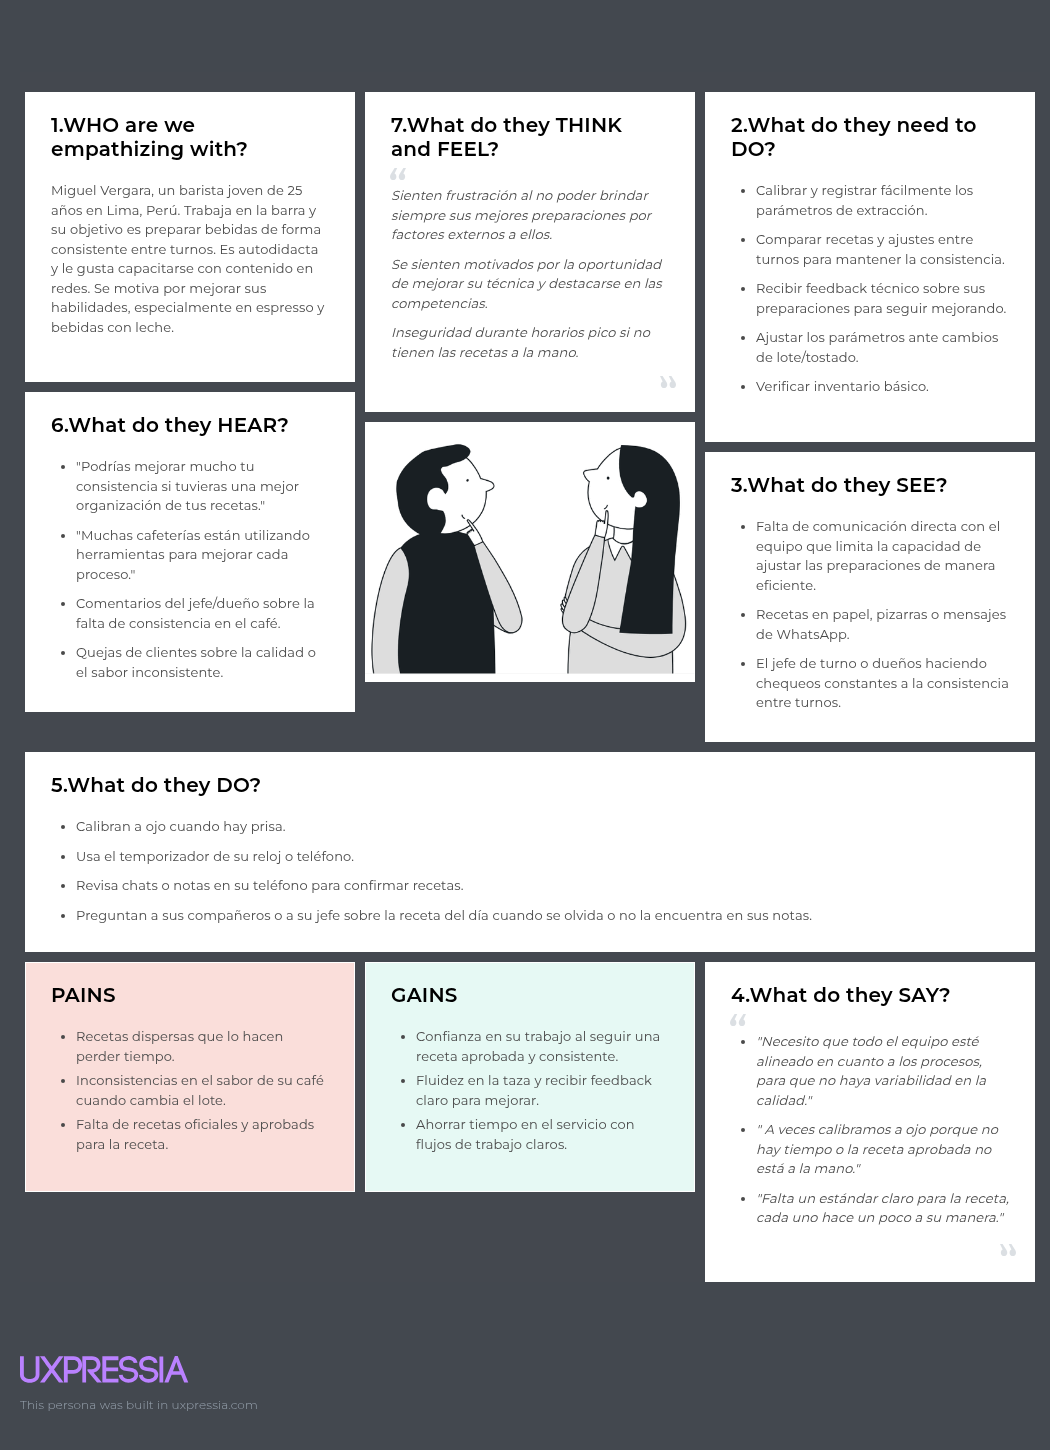 1.WHO are we
empathizing with?
Miguel Vergara, un barista joven de 25
años en Lima, Perú. Trabaja en la barra y
su objetivo es preparar bebidas de forma
consistente entre turnos. Es autodidacta
y le gusta capacitarse con contenido en
redes. Se motiva por mejorar sus
habilidades, especialmente en espresso y
bebidas con leche.
7.What do they THINK
and FEEL?
“
Sienten frustración al no poder brindar
siempre sus mejores preparaciones por
factores externos a ellos.
Se sienten motivados por la oportunidad
de mejorar su técnica y destacarse en las
competencias.
Inseguridad durante horarios pico si no
tienen las recetas a la mano.
”
2.What do they need to
DO?
• Calibrar y registrar fácilmente los
parámetros de extracción.
• Comparar recetas y ajustes entre
turnos para mantener la consistencia.
• Recibir feedback técnico sobre sus
preparaciones para seguir mejorando.
• Ajustar los parámetros ante cambios
de lote/tostado.
• Verificar inventario básico.
6.What do they HEAR?
• "Podrías mejorar mucho tu
consistencia si tuvieras una mejor
organización de tus recetas."
• "Muchas cafeterías están utilizando
herramientas para mejorar cada
proceso."
• Comentarios del jefe/dueño sobre la
falta de consistencia en el café.
• Quejas de clientes sobre la calidad o
el sabor inconsistente.
3.What do they SEE?
• Falta de comunicación directa con el
equipo que limita la capacidad de
ajustar las preparaciones de manera
eficiente.
• Recetas en papel, pizarras o mensajes
de WhatsApp.
• El jefe de turno o dueños haciendo
chequeos constantes a la consistencia
entre turnos.
5.What do they DO?
• Calibran a ojo cuando hay prisa.
• Usa el temporizador de su reloj o teléfono.
• Revisa chats o notas en su teléfono para confirmar recetas.
• Preguntan a sus compañeros o a su jefe sobre la receta del día cuando se olvida o no la encuentra en sus notas.
PAINS
• Recetas dispersas que lo hacen
perder tiempo.
• Inconsistencias en el sabor de su café
cuando cambia el lote.
• Falta de recetas oficiales y aprobads
para la receta.
GAINS
• Confianza en su trabajo al seguir una
receta aprobada y consistente.
• Fluidez en la taza y recibir feedback
claro para mejorar.
• Ahorrar tiempo en el servicio con
flujos de trabajo claros.
4.What do they SAY?
“
• "Necesito que todo el equipo esté
alineado en cuanto a los procesos,
para que no haya variabilidad en la
calidad."
• " A veces calibramos a ojo porque no
hay tiempo o la receta aprobada no
está a la mano."
• "Falta un estándar claro para la receta,
cada uno hace un poco a su manera."
”
UXPRESSIA
This persona was built in uxpressia.com